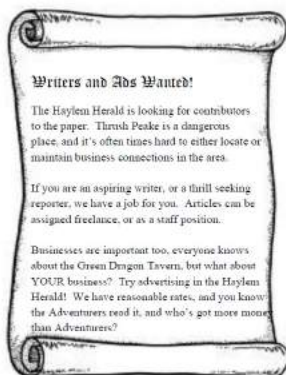 Writers and Ads Wanted!
The Haylem Herald is looking for contributors
to the paper. Thrush Peake is a dangerous
place, and it's often times hard to either locate or
maintain business connections in the area.
If you are an aspiring writer, or a thrill seeking
reporter, we have a job for you. Articles can be
assigned freelance, or as a staff position.
Businesses are important too, everyone knows
about the Green Dragon Tavern, but what about
YOUR business? Try advertising in the Haylem
Herald! We have reasonable rates, and you know
the Adventurers read it, and who's got more money
than Adventurers?